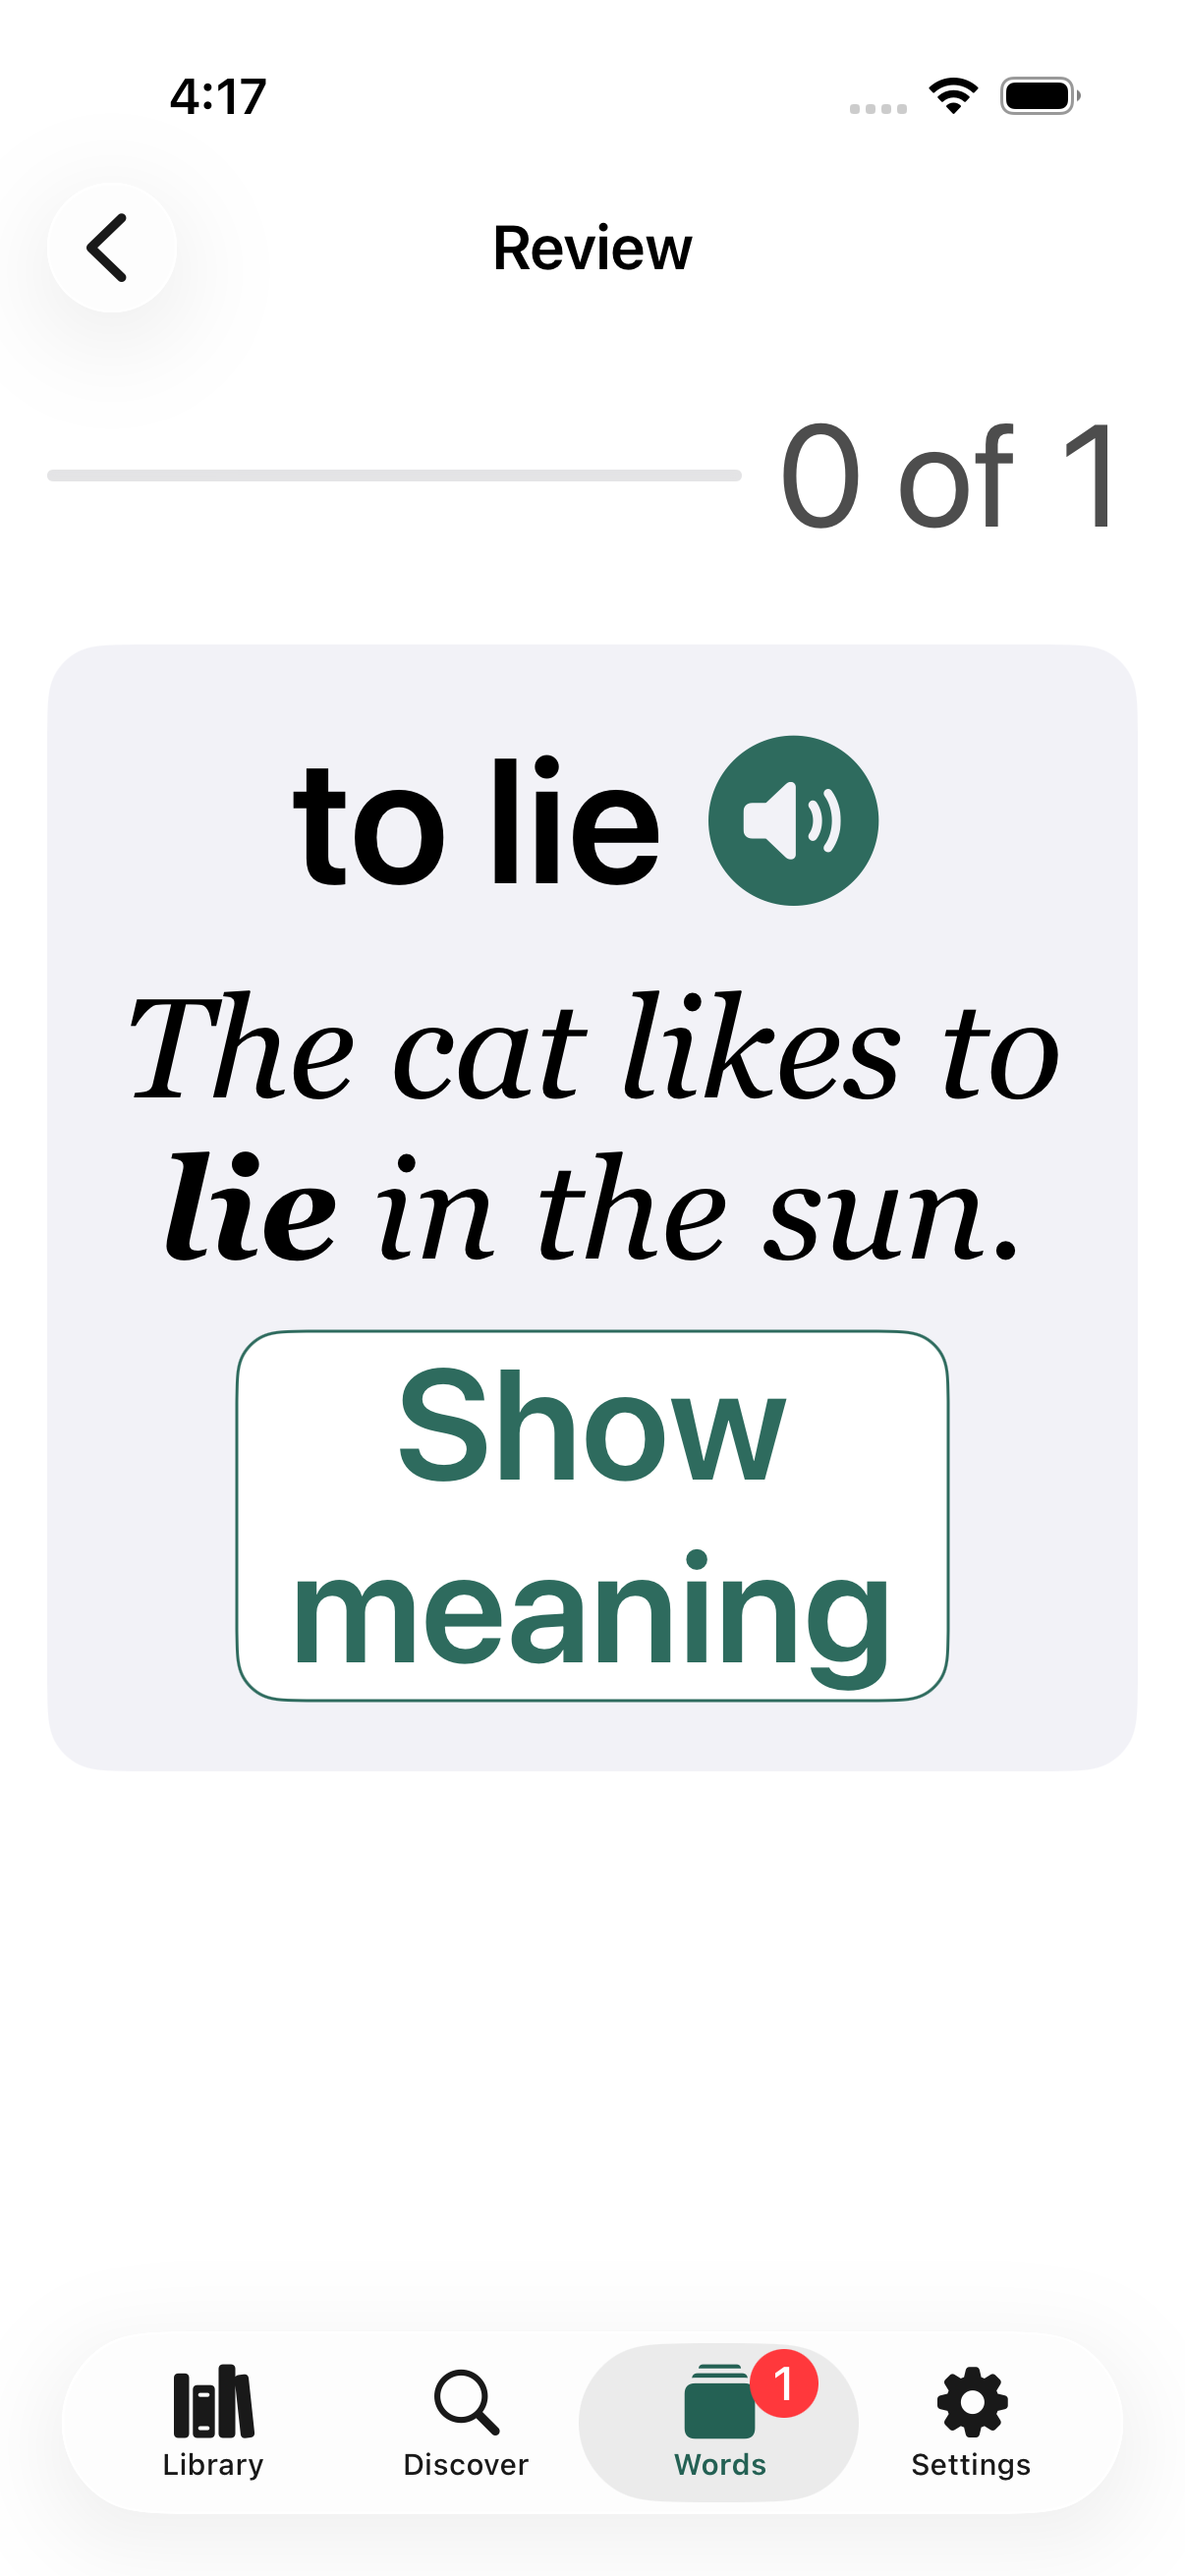 4:17
Review
0 of 1
to lie
The cat likes to
lie in the sun.
Show
meaning
1
Library
Discover
Words
Settings